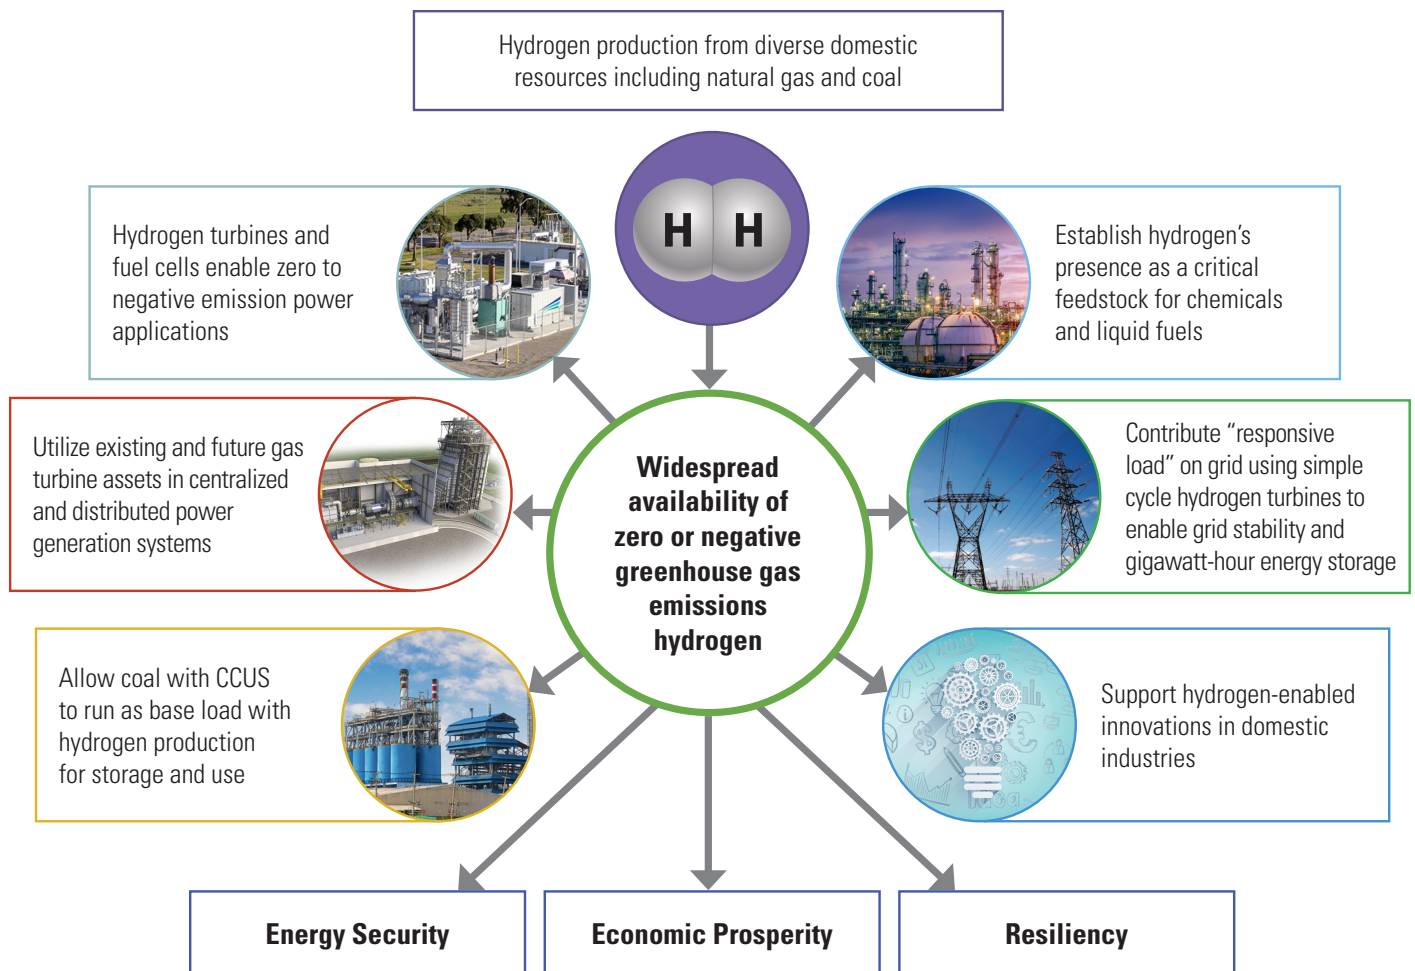 Hydrogen production from diverse domestic
resources including natural gas and coal
H H
Hydrogen turbines and
fuel cells enable zero to
negative emission power
applications
Establish hydrogen’s
presence as a critical
feedstock for chemicals
and liquid fuels
Utilize existing and future gas
turbine assets in centralized
and distributed power
generation systems
Widespread
availability of
zero or negative
greenhouse gas
emissions
hydrogen
Contribute “responsive
load” on grid using simple
cycle hydrogen turbines to
enable grid stability and
gigawatt-hour energy storage
Allow coal with CCUS
to run as base load with
hydrogen production
for storage and use
Support hydrogen-enabled
innovations in domestic
industries
Energy Security
Economic Prosperity
Resiliency